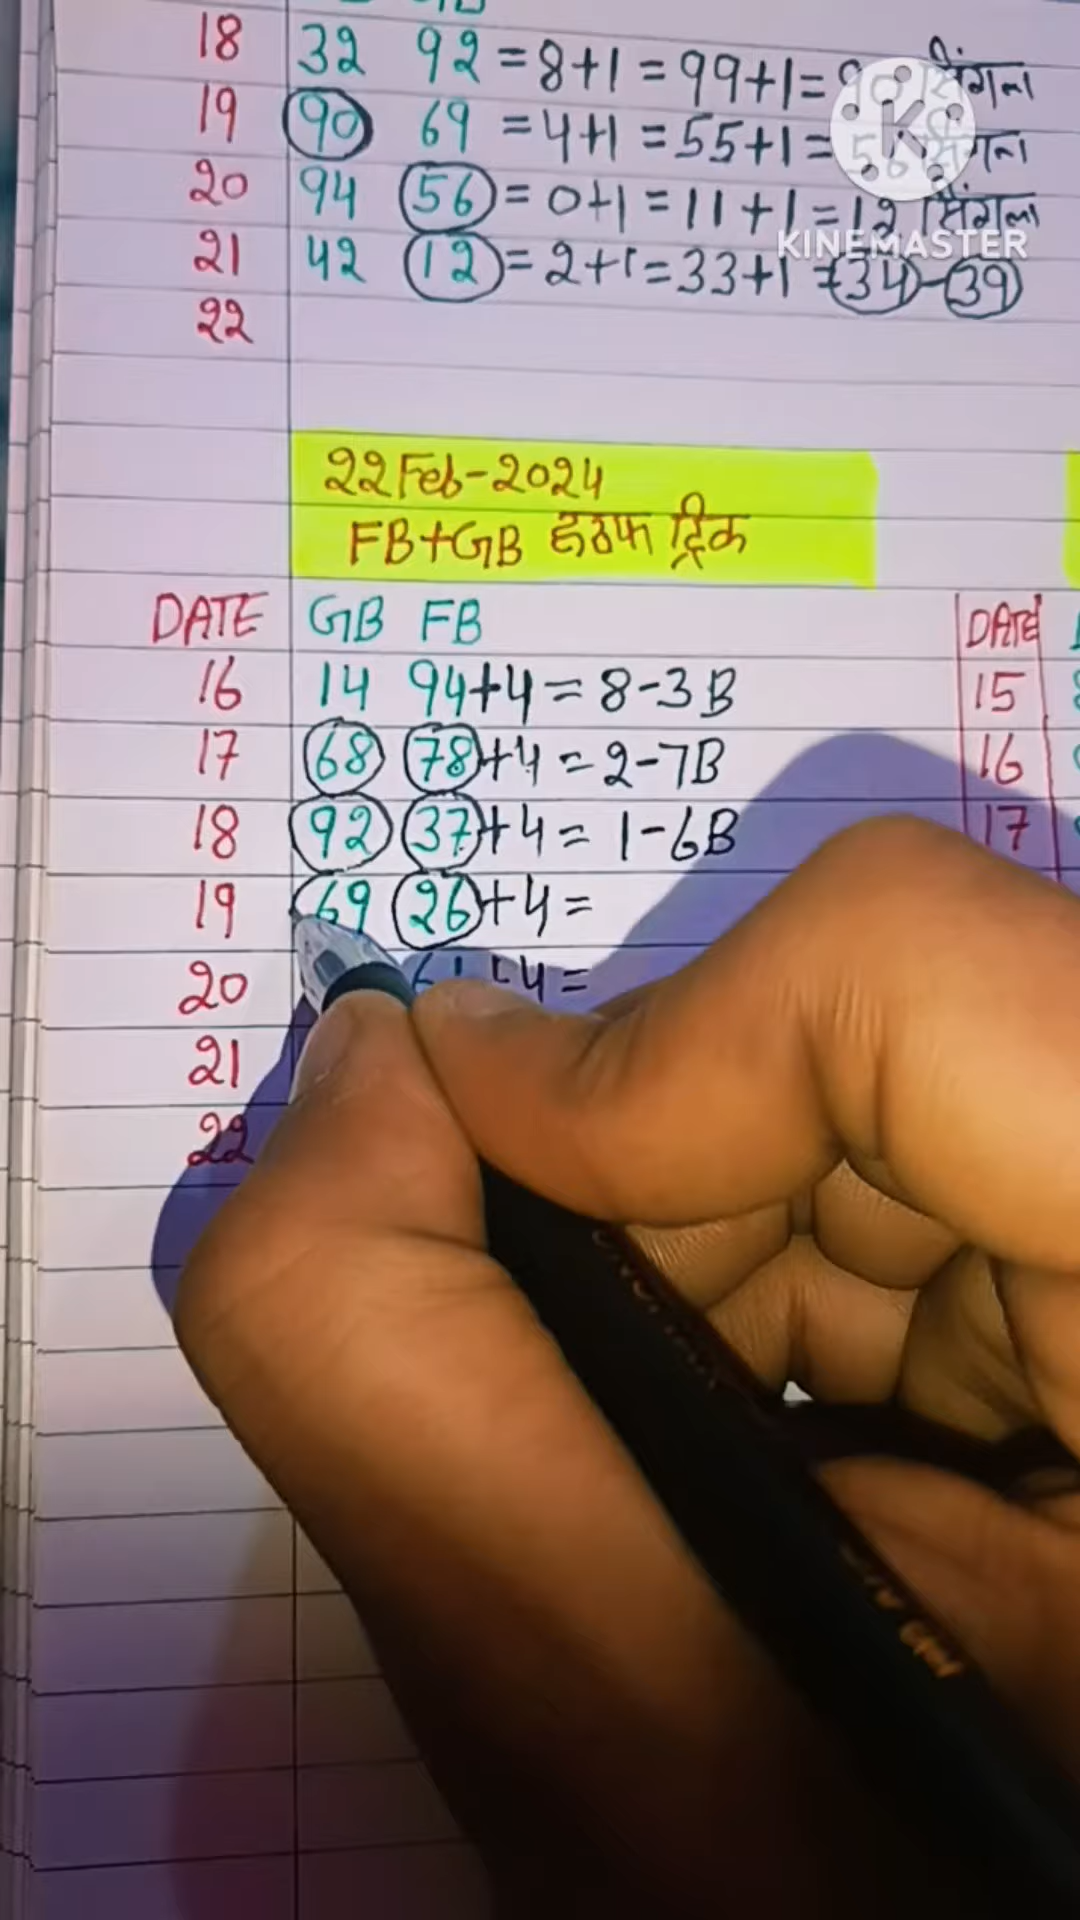 18 32 92 = 8+1 = 99+1 =
19 90 69 = 4+1 = 55+1 = 56
20 94 56 = 0+1 = 11+1 = 12 सिंगल
21 42 12 = 2+1 = 33+1 = 34-39
22
KINEMASTER
22 Feb-2024
FB+GB हरुफ ट्रिक
DATE GB FB
16 14 94+4 = 8-3B
17 68 78+4 = 2-7B
18 92 37+4 = 1-6B
19 69 26+4 =
20 +4 =
21
22
DATE
15
16
17